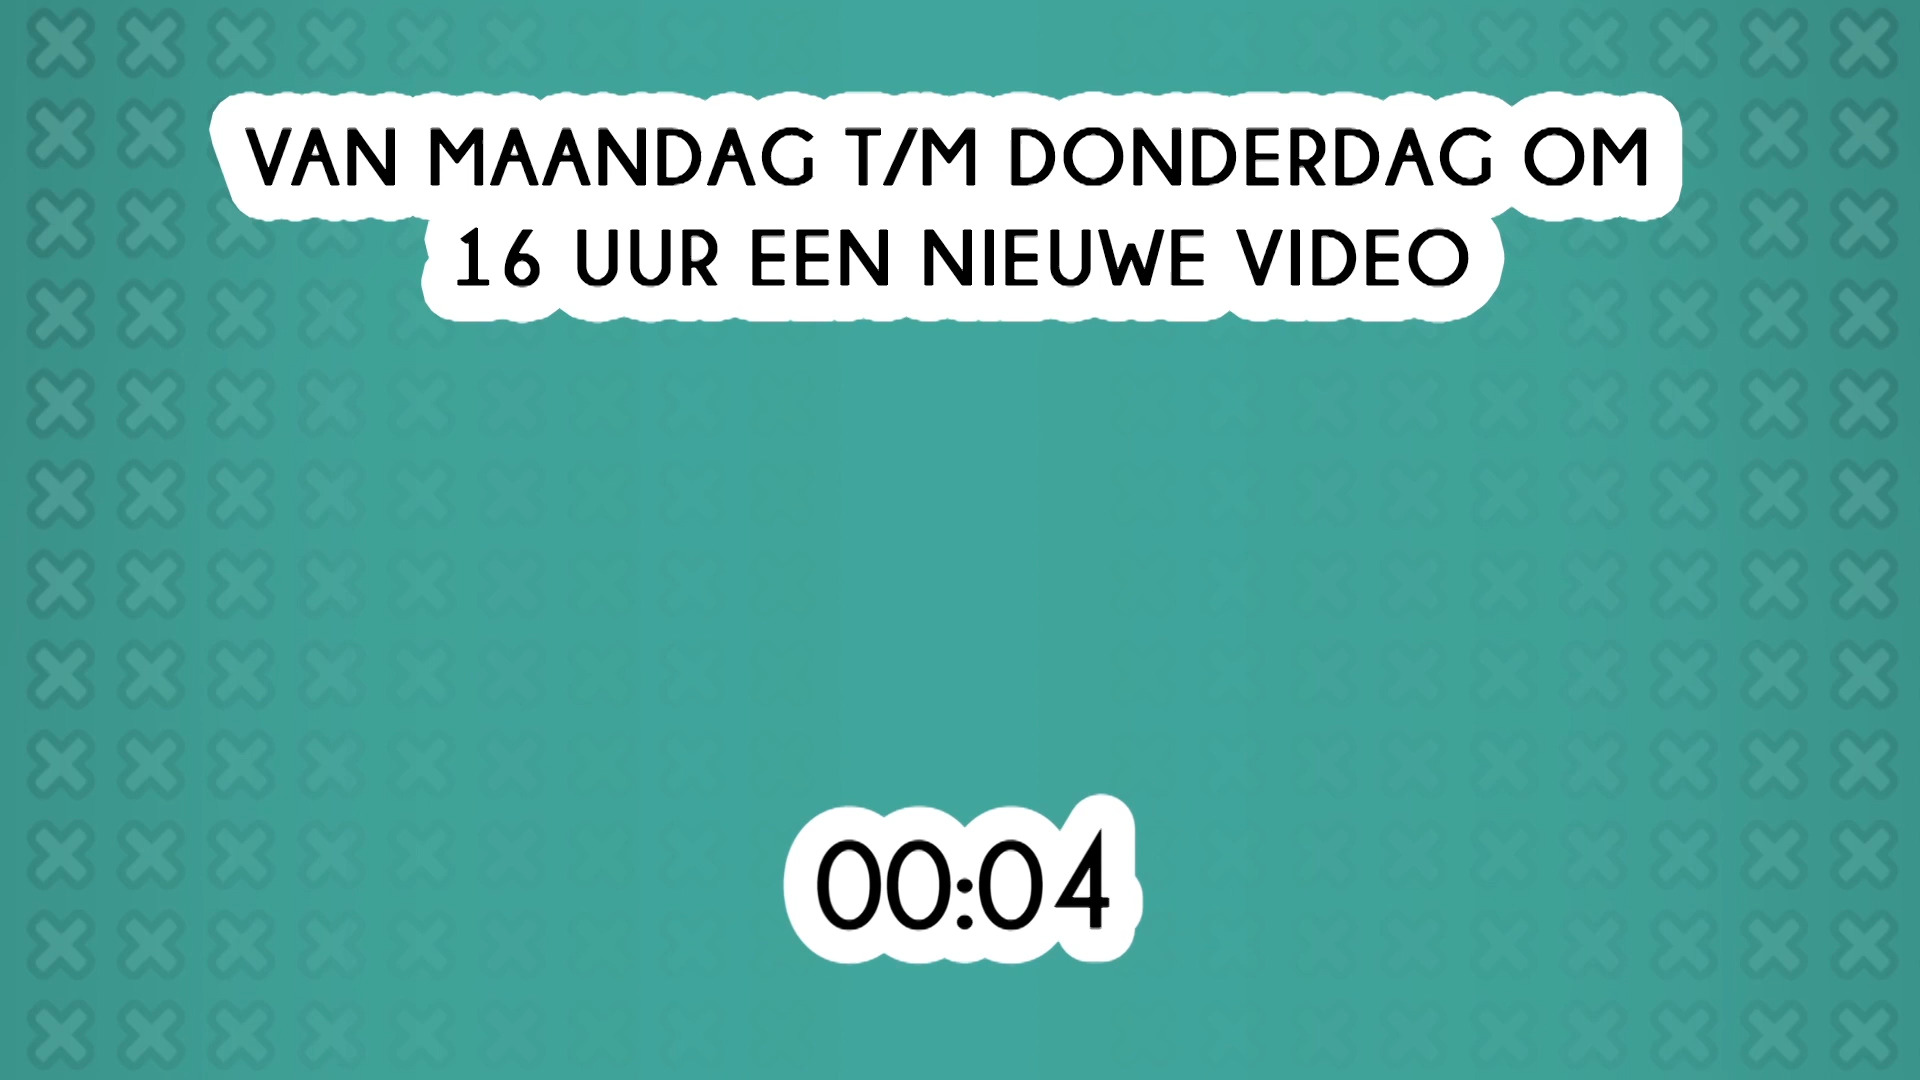 VAN MAANDAG T/M DONDERDAG OM
16 UUR EEN NIEUWE VIDEO
00:04